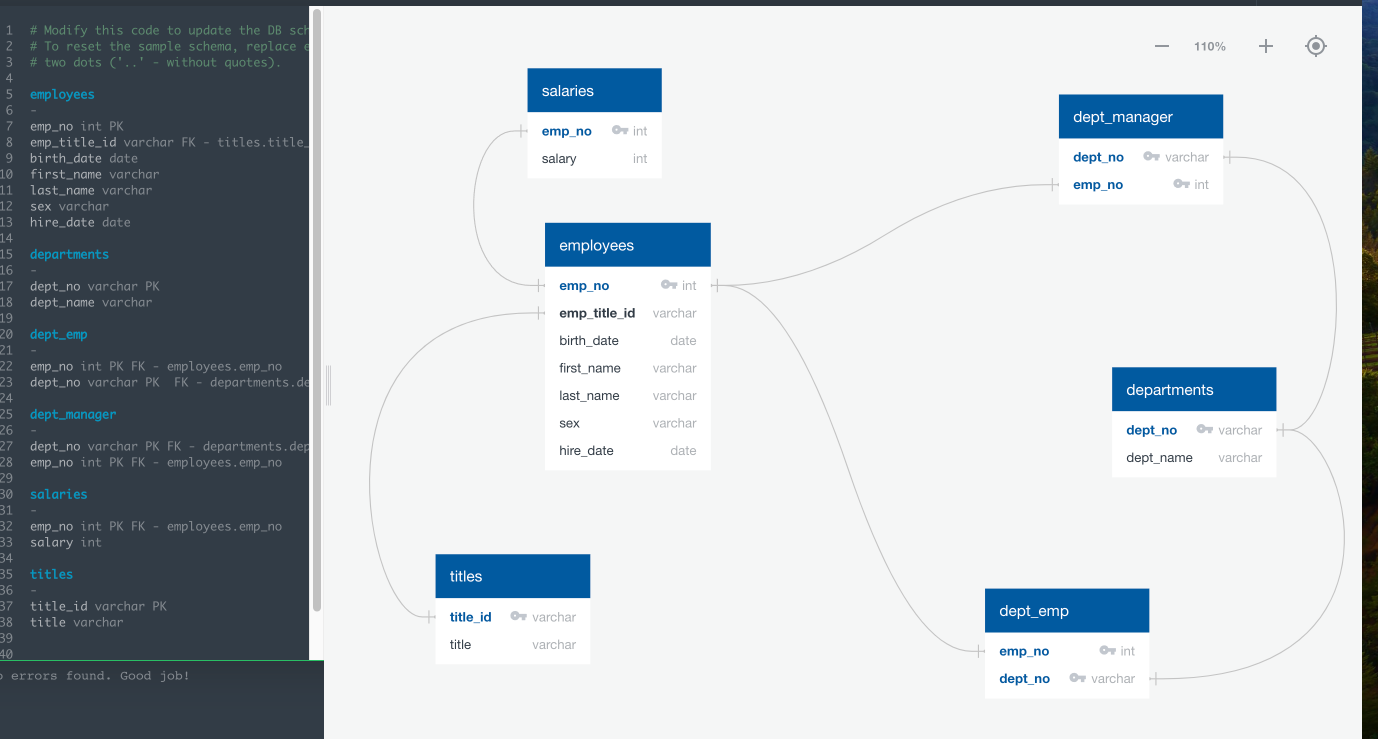 1 # Modify this code to update the DB sch
2 # To reset the sample schema, replace e
3 # two dots ('..' - without quotes).
4
5 employees
6 -
7 emp_no int PK
8 emp_title_id varchar FK - titles.title_
9 birth_date date
10 first_name varchar
11 last_name varchar
12 sex varchar
13 hire_date date
14
15 departments
16 -
17 dept_no varchar PK
18 dept_name varchar
19
20 dept_emp
21 -
22 emp_no int PK FK - employees.emp_no
23 dept_no varchar PK  FK - departments.de
24
25 dept_manager
26 -
27 dept_no varchar PK FK - departments.dep
28 emp_no int PK FK - employees.emp_no
29
30 salaries
31 -
32 emp_no int PK FK - employees.emp_no
33 salary int
34
35 titles
36 -
37 title_id varchar PK
38 title varchar
39
40
o errors found. Good job!
110%
salaries
emp_no int
salary int
dept_manager
dept_no varchar
emp_no int
employees
emp_no int
emp_title_id varchar
birth_date date
first_name varchar
last_name varchar
sex varchar
hire_date date
departments
dept_no varchar
dept_name varchar
titles
title_id varchar
title varchar
dept_emp
emp_no int
dept_no varchar